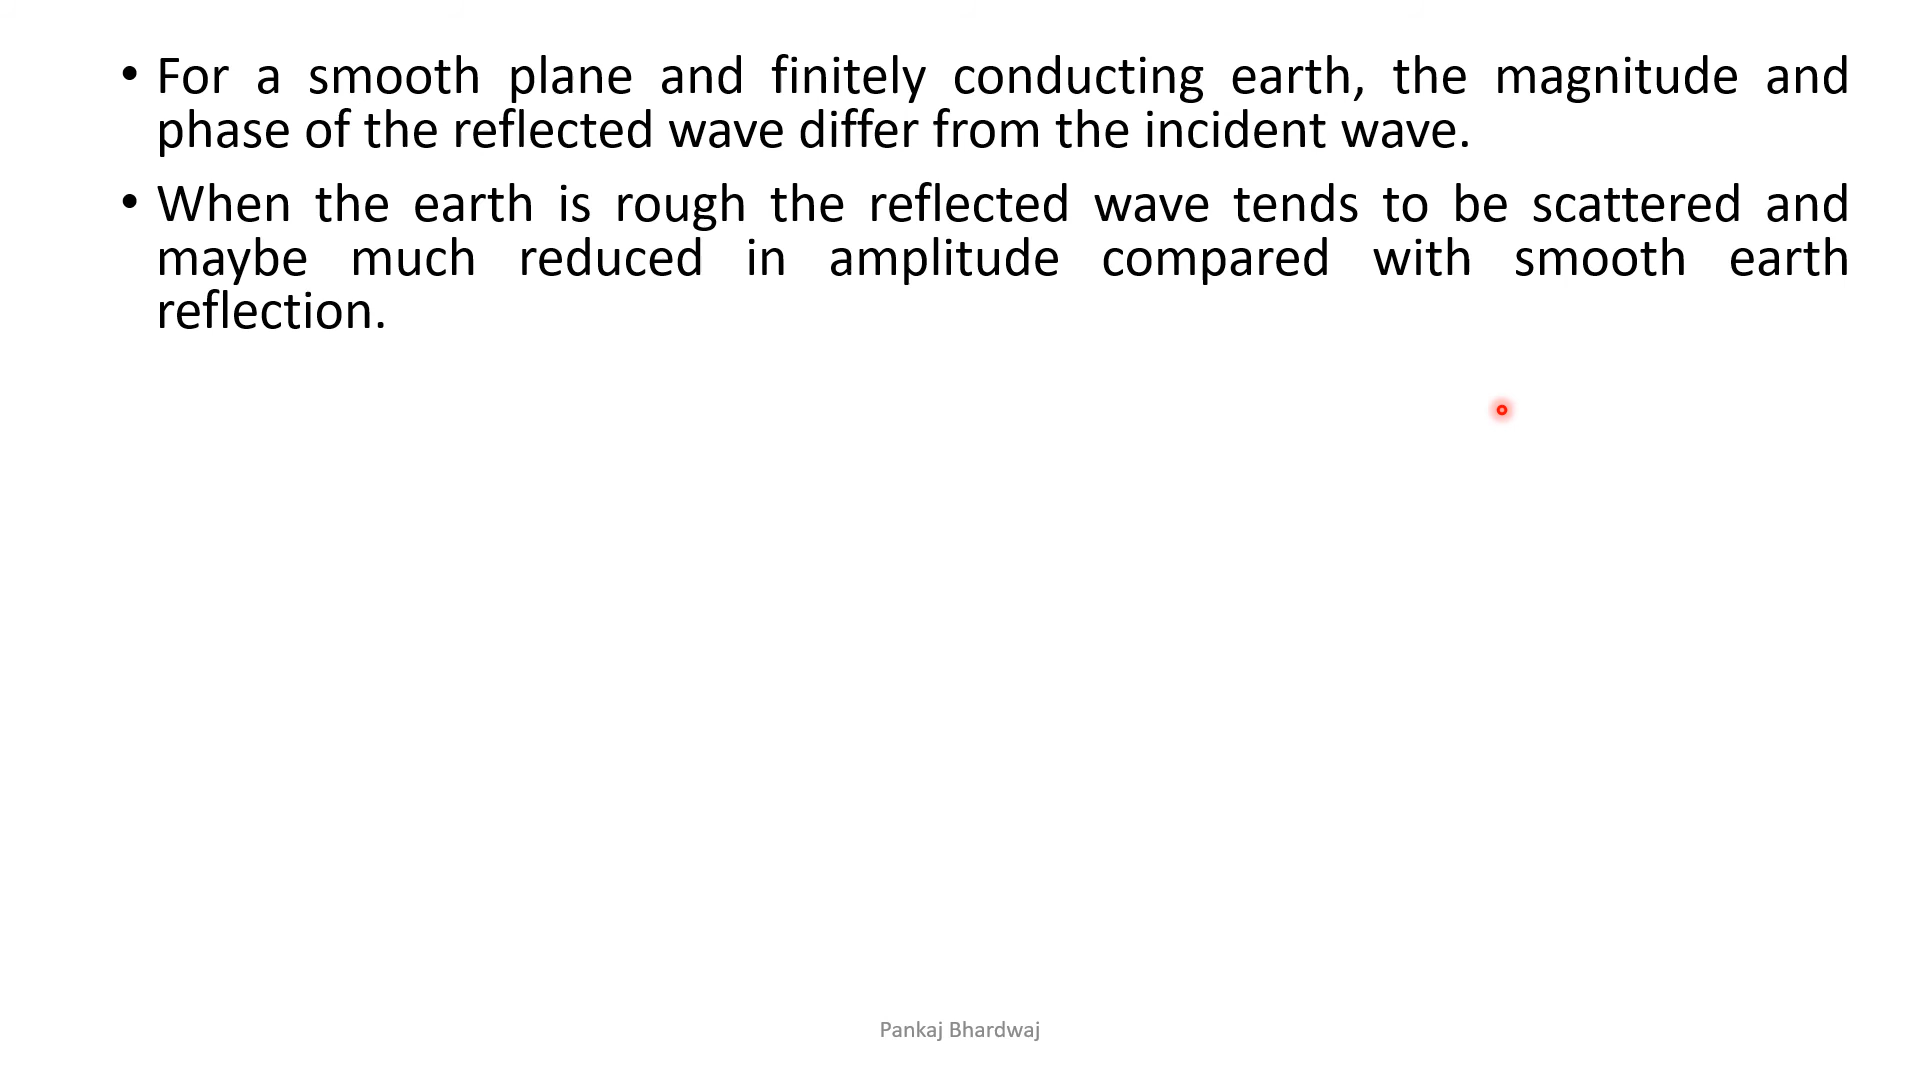 • For a smooth plane and finitely conducting earth, the magnitude and
phase of the reflected wave differ from the incident wave.
• When the earth is rough the reflected wave tends to be scattered and
maybe much reduced in amplitude compared with smooth earth
reflection.
Pankaj Bhardwaj